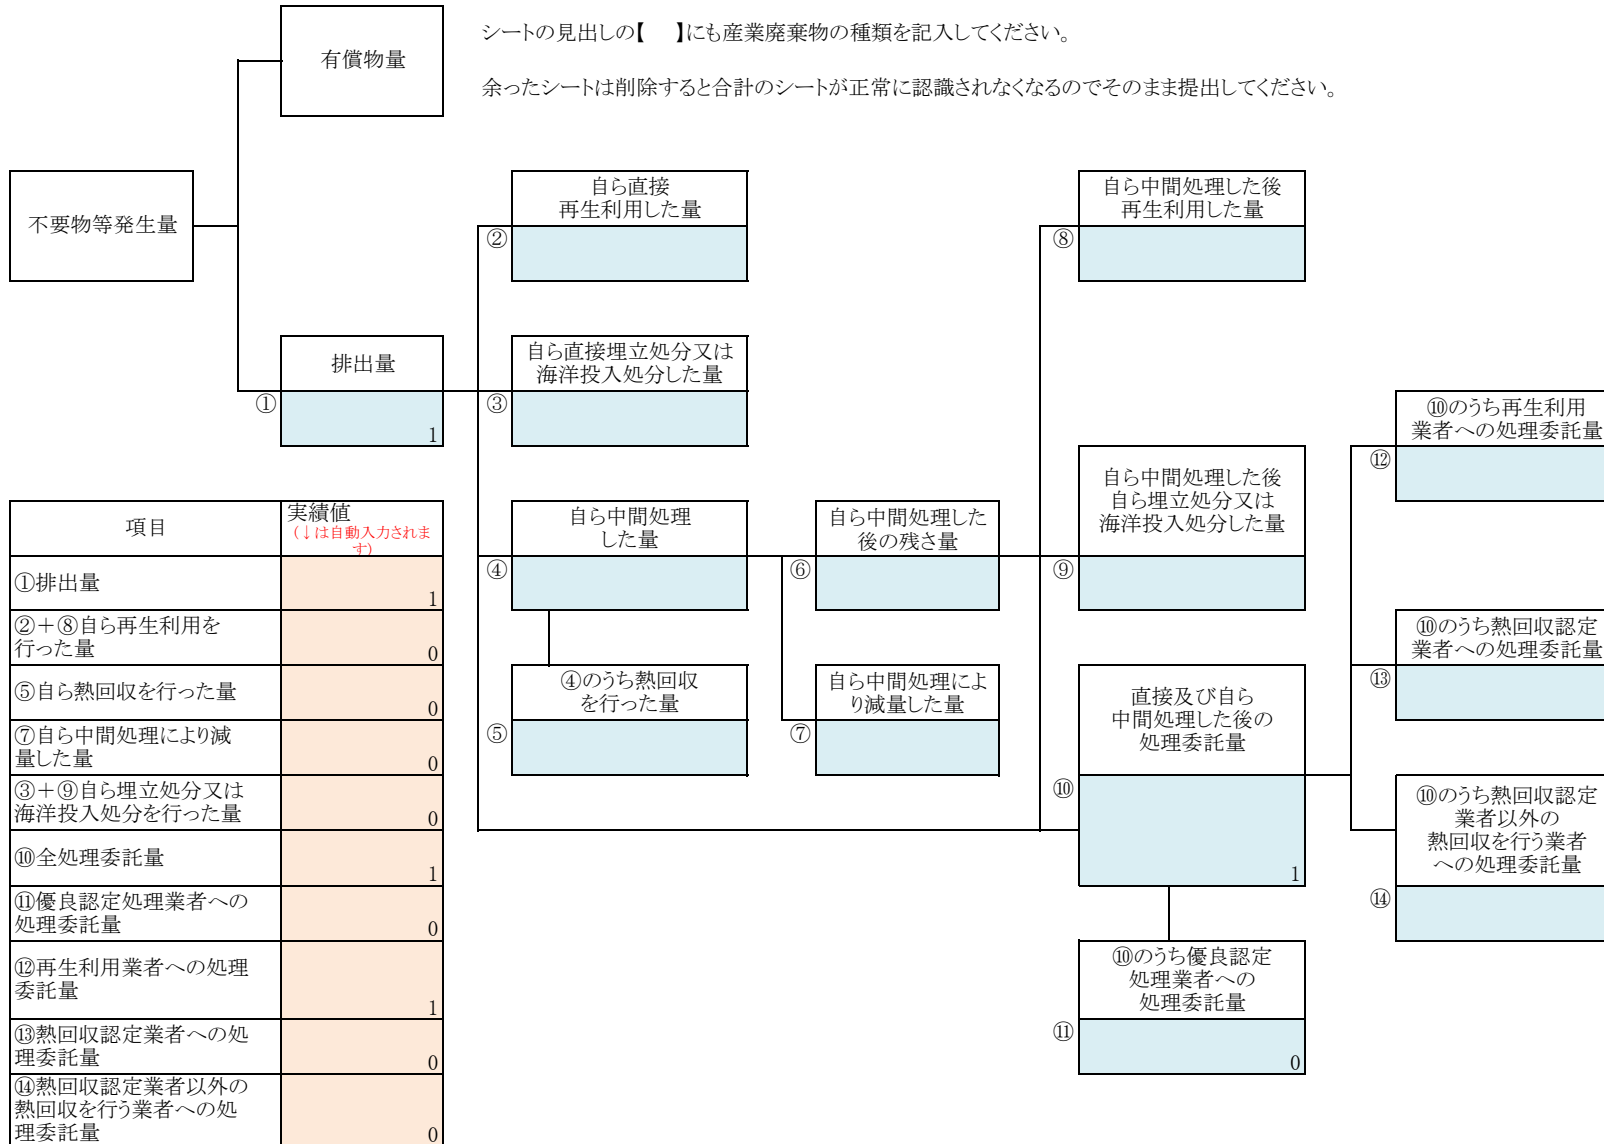 シートの見出しの【　】にも産業廃棄物の種類を記入してください。
有償物量
余ったシートは削除すると合計のシートが正常に認識されなくなるのでそのまま提出してください。
不要物等発生量
自ら直接
再生利用した量
②
自ら中間処理した後
再生利用した量
⑧
排出量
①
1
自ら直接埋立処分又は
海洋投入処分した量
③
⑩のうち再生利用
業者への処理委託量
⑫
自ら中間処理
した量
④
自ら中間処理した
後の残さ量
⑥
自ら中間処理した後
自ら埋立処分又は
海洋投入処分した量
⑨
⑩のうち熱回収認定
業者への処理委託量
⑬
④のうち熱回収
を行った量
⑤
自ら中間処理によ
り減量した量
⑦
直接及び自ら
中間処理した後の
処理委託量
⑩
1
⑩のうち熱回収認定
業者以外の
熱回収を行う業者
への処理委託量
⑭
⑩のうち優良認定
処理業者への
処理委託量
⑪
0
項目
実績値
（↓は自動入力されま
す）
①排出量
1
②＋⑧自ら再生利用を
行った量
0
⑤自ら熱回収を行った量
0
⑦自ら中間処理により減
量した量
0
③＋⑨自ら埋立処分又は
海洋投入処分を行った量
0
⑩全処理委託量
1
⑪優良認定処理業者への
処理委託量
0
⑫再生利用業者への処理
委託量
1
⑬熱回収認定業者への処
理委託量
0
⑭熱回収認定業者以外の
熱回収を行う業者への処
理委託量
0